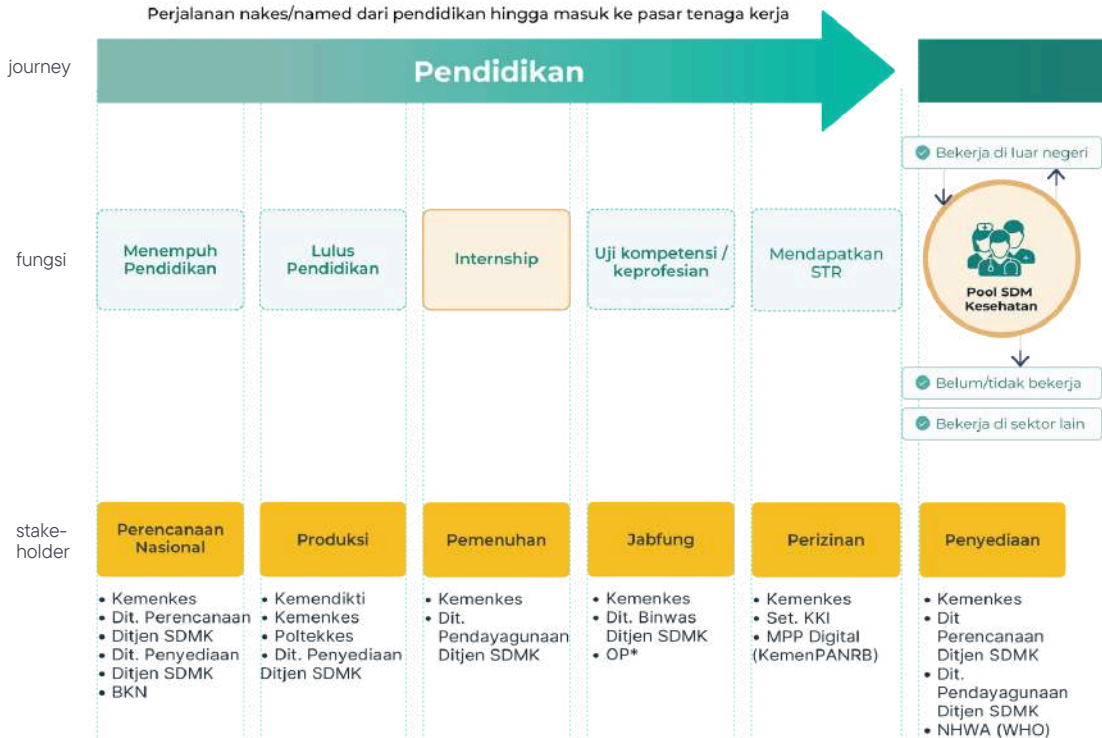 Perjalanan nakes/named dari pendidikan hingga masuk ke pasar tenaga kerja
journey
Pendidikan
Bekerja di luar negeri
fungsi
Menempuh
Pendidikan
Lulus
Pendidikan
Internship
Uji kompetensi /
keprofesian
Mendapatkan
STR
Pool SDM
Kesehatan
Belum/tidak bekerja
Bekerja di sektor lain
stake-
holder
Perencanaan
Nasional
Produksi
Pemenuhan
Jabfung
Perizinan
Penyediaan
• Kemenkes
• Dit. Perencanaan
Ditjen SDMK
• Dit. Penyediaan
Ditjen SDMK
• BKN
• Kemendikti
• Kemenkes
• Poltekkes
• Dit. Penyediaan
Ditjen SDMK
• Kemenkes
• Dit.
Pendayagunaan
Ditjen SDMK
• Kemenkes
• Dit. Binwas
Ditjen SDMK
• OP*
• Kemenkes
• Set. KKI
• MPP Digital
(KemenPANRB)
• Kemenkes
• Dit
Perencanaan
Ditjen SDMK
• Dit.
Pendayagunaan
Ditjen SDMK
• NHWA (WHO)